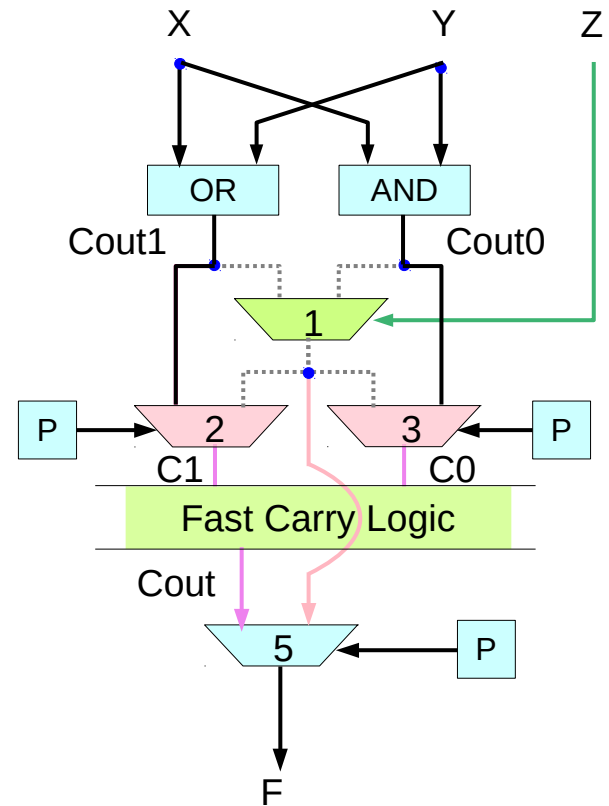 X Y Z
OR AND
Cout1 Cout0
1
P 2 3 P
C1 C0
Fast Carry Logic
Cout
5 P
F